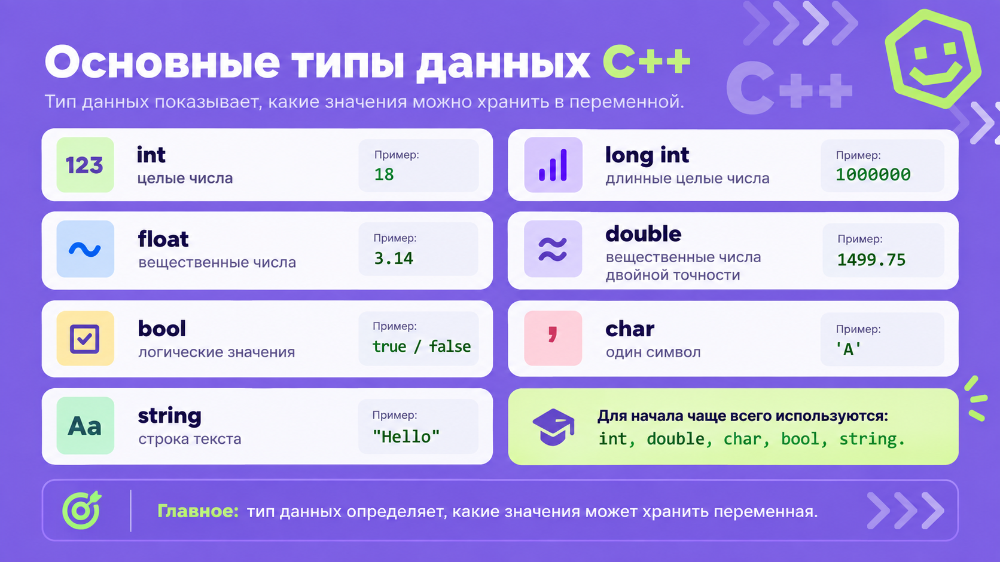 Основные типы данных C++
Тип данных показывает, какие значения можно хранить в переменной.
C++
123
int
целые числа
Пример:
18
long int
длинные целые числа
Пример:
1000000
float
вещественные числа
Пример:
3.14
double
вещественные числа
двойной точности
Пример:
1499.75
bool
логические значения
Пример:
true / false
char
один символ
Пример:
'A'
Aa
string
строка текста
Пример:
"Hello"
Для начала чаще всего используются:
int, double, char, bool, string.
Главное: тип данных определяет, какие значения может хранить переменная.